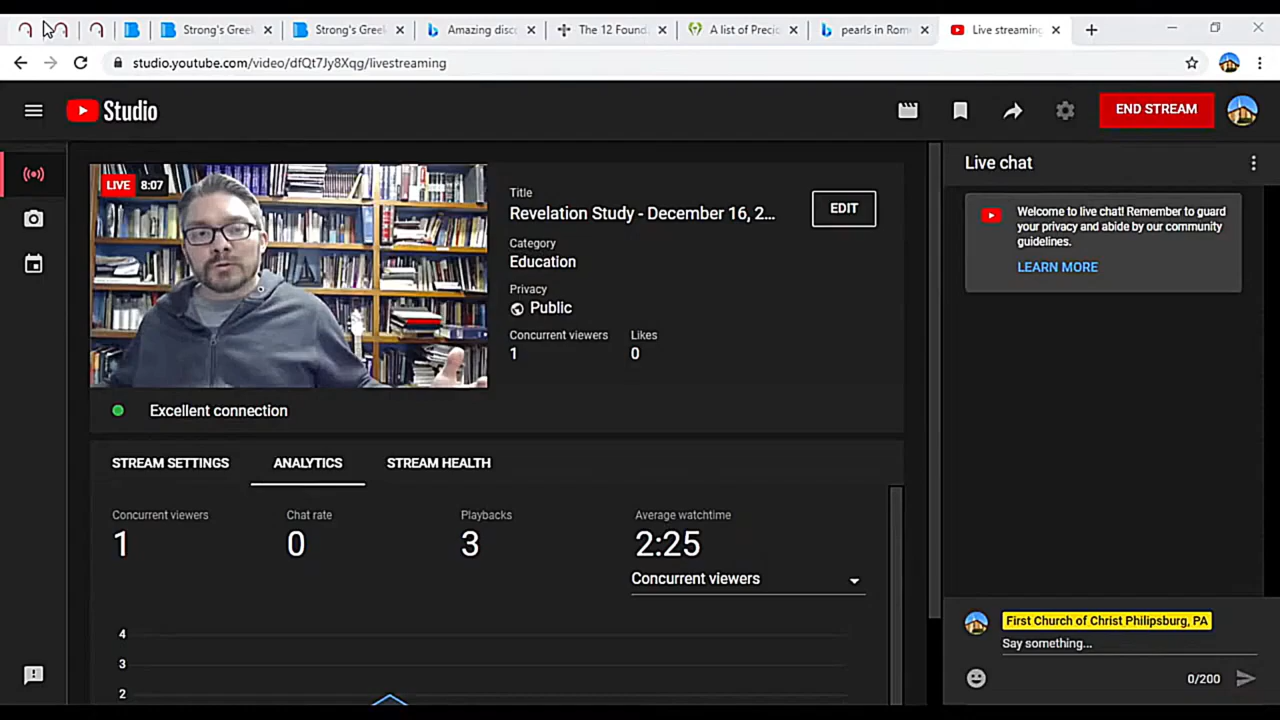 Strong's Greek
Strong's Greek
Amazing disco
The 12 Found
A list of Precio
pearls in Rome
Live streaming
studio.youtube.com/video/dfQt7Jy8Xqg/livestreaming
Studio
END STREAM
LIVE 8:07
Title
Revelation Study - December 16, 2...
EDIT
Category
Education
Privacy
Public
Concurrent viewers
Likes
1
0
Excellent connection
STREAM SETTINGS
ANALYTICS
STREAM HEALTH
Concurrent viewers
Chat rate
Playbacks
Average watchtime
1
0
3
2:25
Concurrent viewers
4
3
2
Live chat
Welcome to live chat! Remember to guard
your privacy and abide by our community
guidelines.
LEARN MORE
First Church of Christ Philipsburg, PA
Say something...
0/200